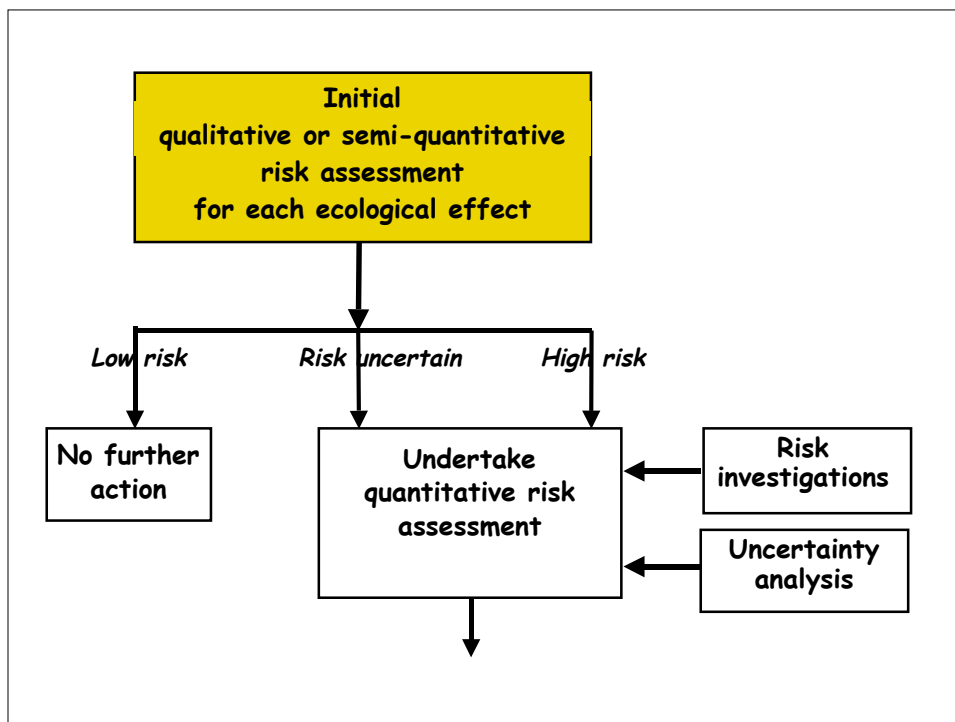 Initial
qualitative or semi-quantitative
risk assessment
for each ecological effect
Low risk
Risk uncertain
High risk
No further
action
Undertake
quantitative risk
assessment
Risk
investigations
Uncertainty
analysis